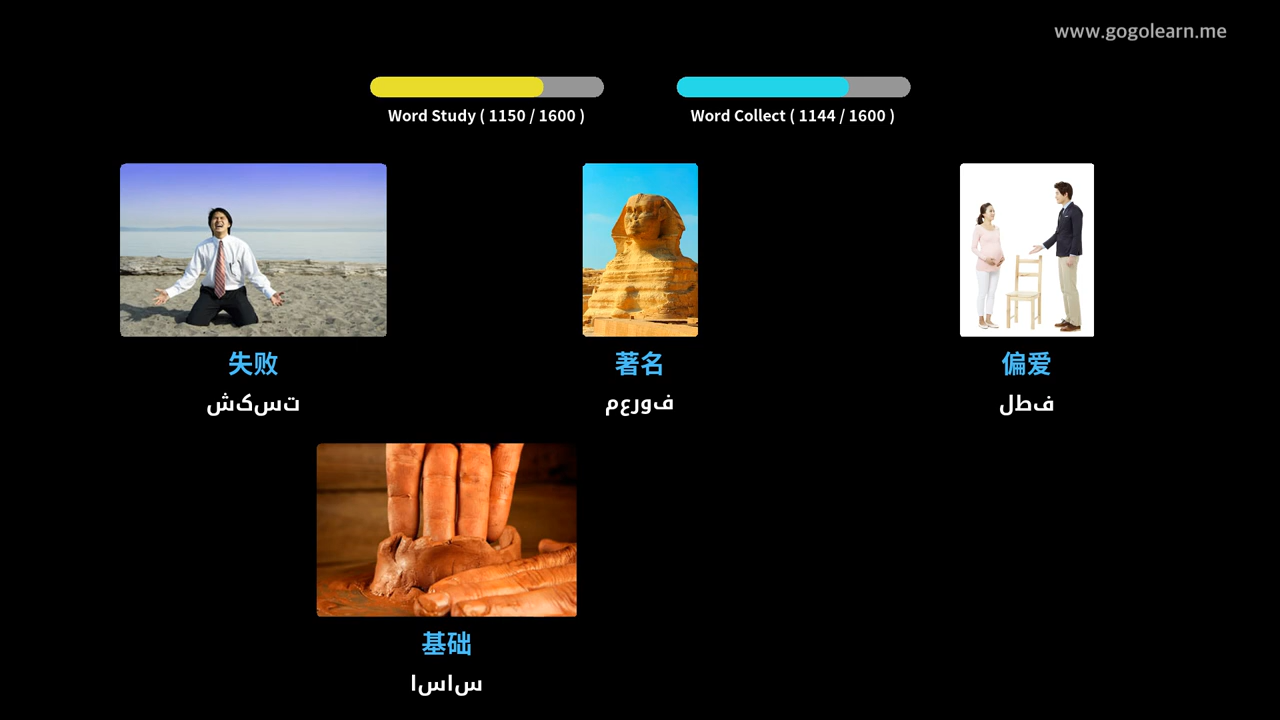 www.gogolearn.me
Word Study ( 1150 / 1600 )
Word Collect ( 1144 / 1600 )
失败
تسکش
著名
فورعم
偏爱
فطل
基础
ساسا